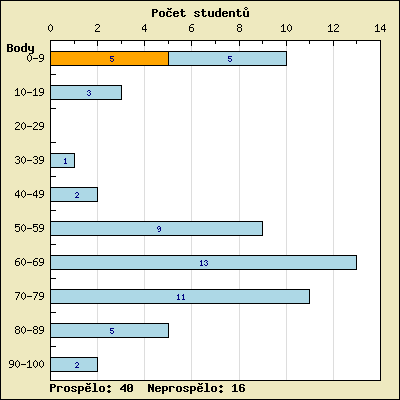 Počet studentů
0 2 4 6 8 10 12 14
Body
0-9 5 5
10-19 3
20-29
30-39 1
40-49 2
50-59 9
60-69 13
70-79 11
80-89 5
90-100 2
Prospělo: 40 Neprospělo: 16